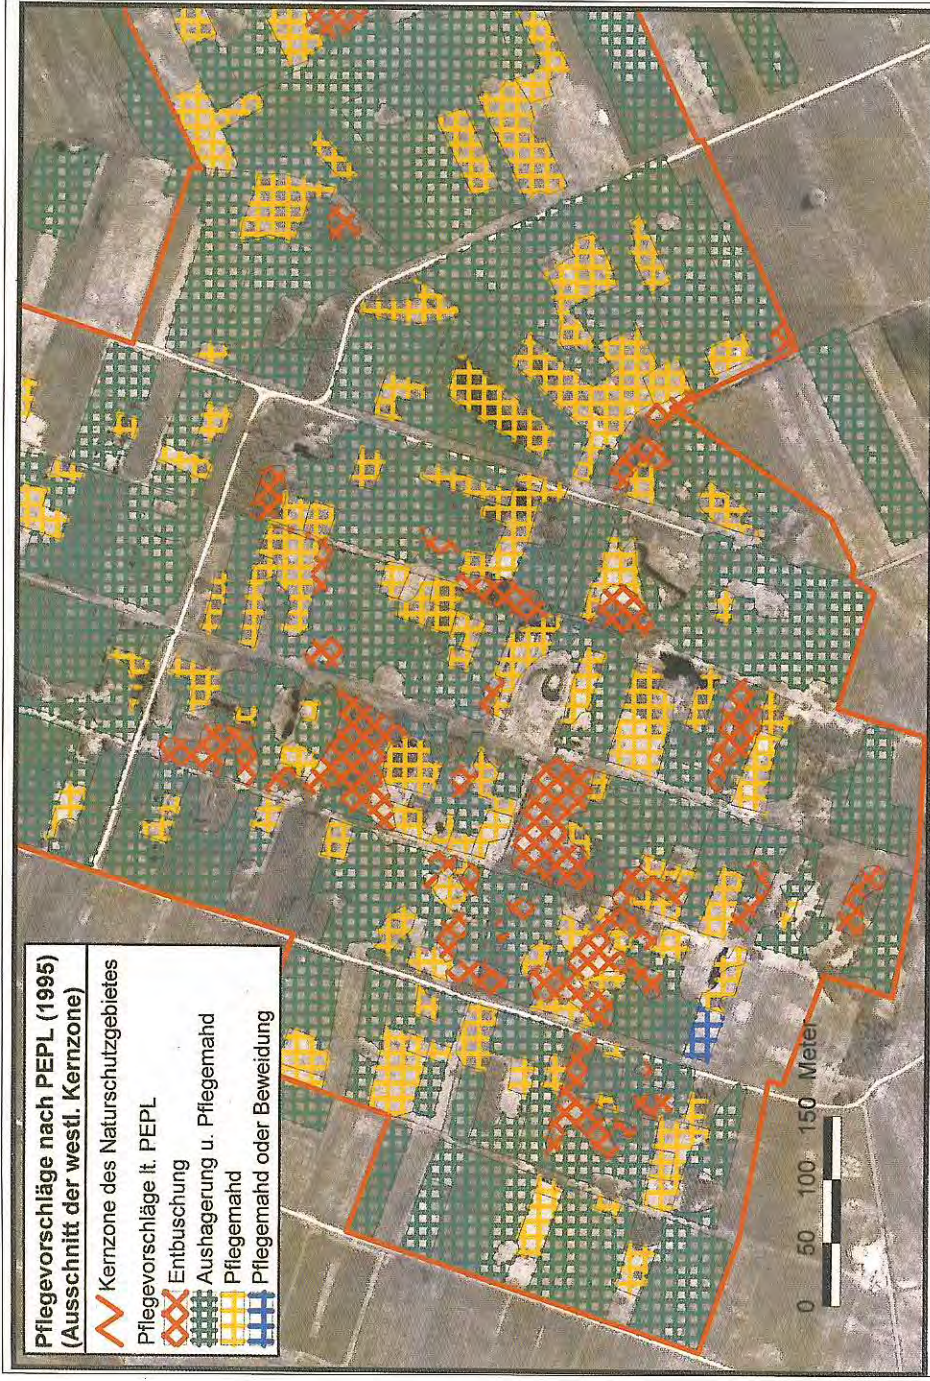 Pflegevorschläge nach PEPL (1995)
(Ausschnitt der westl. Kernzone)
Kernzone des Naturschutzgebietes
Pflegevorschläge lt. PEPL
Entbuschung
Aushagerung u. Pflegemahd
Pflegemahd
Pflegemahd oder Beweidung
0 50 100 150 Meter